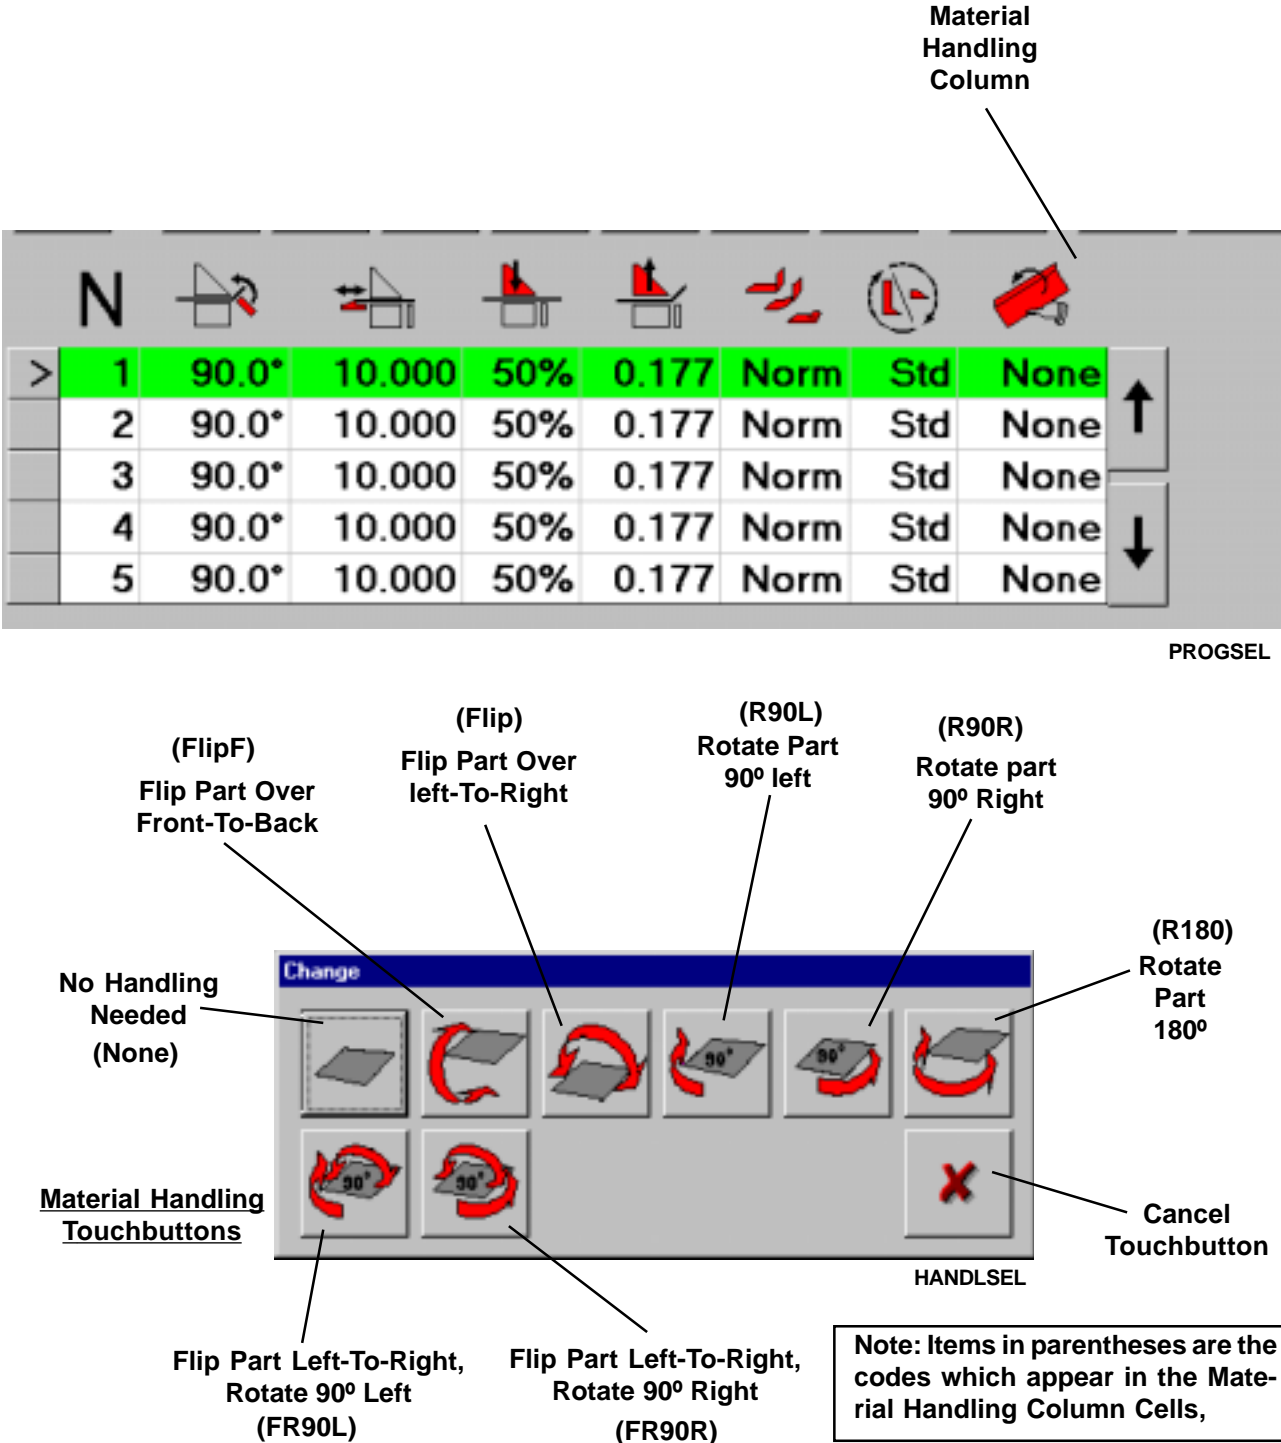 Material
Handling
Column
N
> 1 90.0° 10.000 50% 0.177 Norm Std None
2 90.0° 10.000 50% 0.177 Norm Std None
3 90.0° 10.000 50% 0.177 Norm Std None
4 90.0° 10.000 50% 0.177 Norm Std None
5 90.0° 10.000 50% 0.177 Norm Std None
PROGSEL
(FlipF)
Flip Part Over
Front-To-Back
(Flip)
Flip Part Over
left-To-Right
(R90L)
Rotate Part
90º left
(R90R)
Rotate part
90º Right
(R180)
Rotate
Part
180º
No Handling
Needed
(None)
Change
90°
90°
90°
90°
Material Handling
Touchbuttons
Cancel
Touchbutton
HANDLSEL
Flip Part Left-To-Right,
Rotate 90º Left
(FR90L)
Flip Part Left-To-Right,
Rotate 90º Right
(FR90R)
Note: Items in parentheses are the
codes which appear in the Mate-
rial Handling Column Cells,